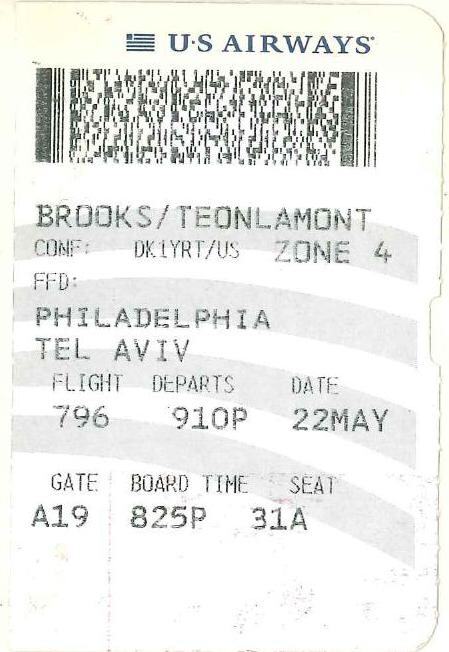 U·S AIRWAYS
BROOKS/TEONLAMONT
CONF: DK1YRT/US ZONE 4
FFD:
PHILADELPHIA
TEL AVIV
FLIGHT DEPARTS DATE
796 910P 22MAY
GATE BOARD TIME SEAT
A19 825P 31A